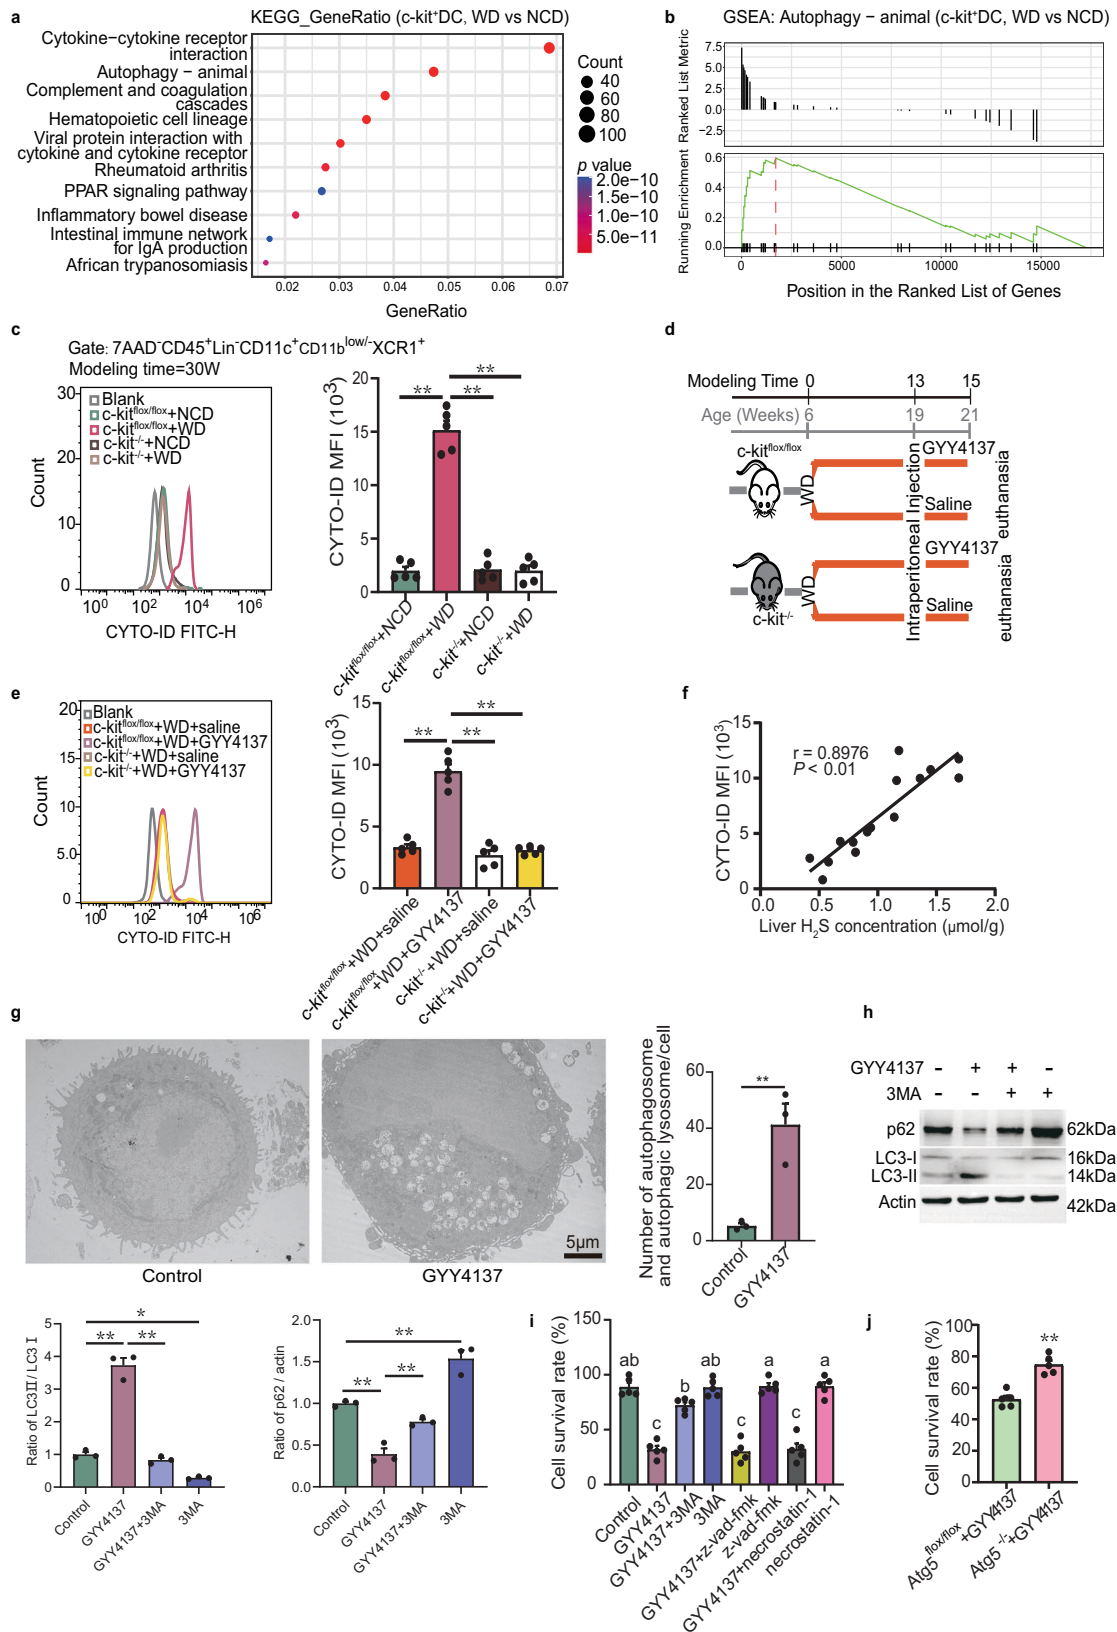 a
KEGG_GeneRatio (c-kit⁺DC, WD vs NCD)
Cytokine−cytokine receptor
interaction
Autophagy − animal
Complement and coagulation
cascades
Hematopoietic cell lineage
Viral protein interaction with
cytokine and cytokine receptor
Rheumatoid arthritis
PPAR signaling pathway
Inflammatory bowel disease
Intestinal immune network
for IgA production
African trypanosomiasis
0.02 0.03 0.04 0.05 0.06 0.07
GeneRatio
Count
40
60
80
100
p value
2.0e−10
1.5e−10
1.0e−10
5.0e−11
b
GSEA: Autophagy − animal (c-kit⁺DC, WD vs NCD)
Ranked List Metric
7.5
5.0
2.5
0.0
−2.5
Running Enrichment
0.6
0.4
0.2
0.0
0 5000 10000 15000
Position in the Ranked List of Genes
c
Gate: 7AAD⁻CD45⁺Lin⁻CD11c⁺CD11b^low/-XCR1⁺
Modeling time=30W
Count
30
20
10
0
Blank
c-kit^flox/flox+NCD
c-kit^flox/flox+WD
c-kit^-/-+NCD
c-kit^-/-+WD
10⁰ 10² 10⁴ 10⁶
CYTO-ID FITC-H
CYTO-ID MFI (10³)
20
15
10
5
0
** ** **
c-kit^flox/flox+NCD
c-kit^flox/flox+WD
c-kit^-/-+NCD
c-kit^-/-+WD
d
Modeling Time 0 13 15
Age (Weeks) 6 19 21
c-kit^flox/flox
WD
GYY4137
Saline
c-kit^-/-
WD
GYY4137
Saline
Intraperitoneal Injection
euthanasia
euthanasia
e
Count
20
15
10
5.0
0
Blank
c-kit^flox/flox+WD+saline
c-kit^flox/flox+WD+GYY4137
c-kit^-/-+WD+saline
c-kit^-/-+WD+GYY4137
10⁰ 10² 10⁴ 10⁶
CYTO-ID FITC-H
CYTO-ID MFI (10³)
15
10
5
0
** ** **
c-kit^flox/flox+WD+saline
c-kit^flox/flox
+WD+GYY4137
c-kit^-/-+WD+saline
c-kit^-/-+WD+GYY4137
f
CYTO-ID MFI (10³)
15
10
5
0
r = 0.8976
P < 0.01
0.0 0.5 1.0 1.5 2.0
Liver H₂S concentration (μmol/g)
g
Control
GYY4137
5μm
Number of autophagosome
and autophagic lysosome/cell
60
40
20
0
**
Control
GYY4137
h
GYY4137 - + + -
3MA - - + +
p62 62kDa
LC3-I 16kDa
LC3-II 14kDa
Actin 42kDa
Ratio of LC3Ⅱ/ LC3 Ⅰ
5
4
3
2
1
0
* ** **
Control
GYY4137
GYY4137+3MA
3MA
Ratio of p62 / actin
2.0
1.5
1.0
0.5
0.0
** ** **
Control
GYY4137
GYY4137+3MA
3MA
i
Cell survival rate (%)
150
100
50
0
ab c b ab c a c a
Control
GYY4137
GYY4137+3MA
3MA
GYY4137+z-vad-fmk
z-vad-fmk
GYY4137+necrostatin-1
necrostatin-1
j
Cell survival rate (%)
100
80
60
40
20
0
**
Atg5^flox/flox
+GYY4137
Atg5^-/-+GYY4137